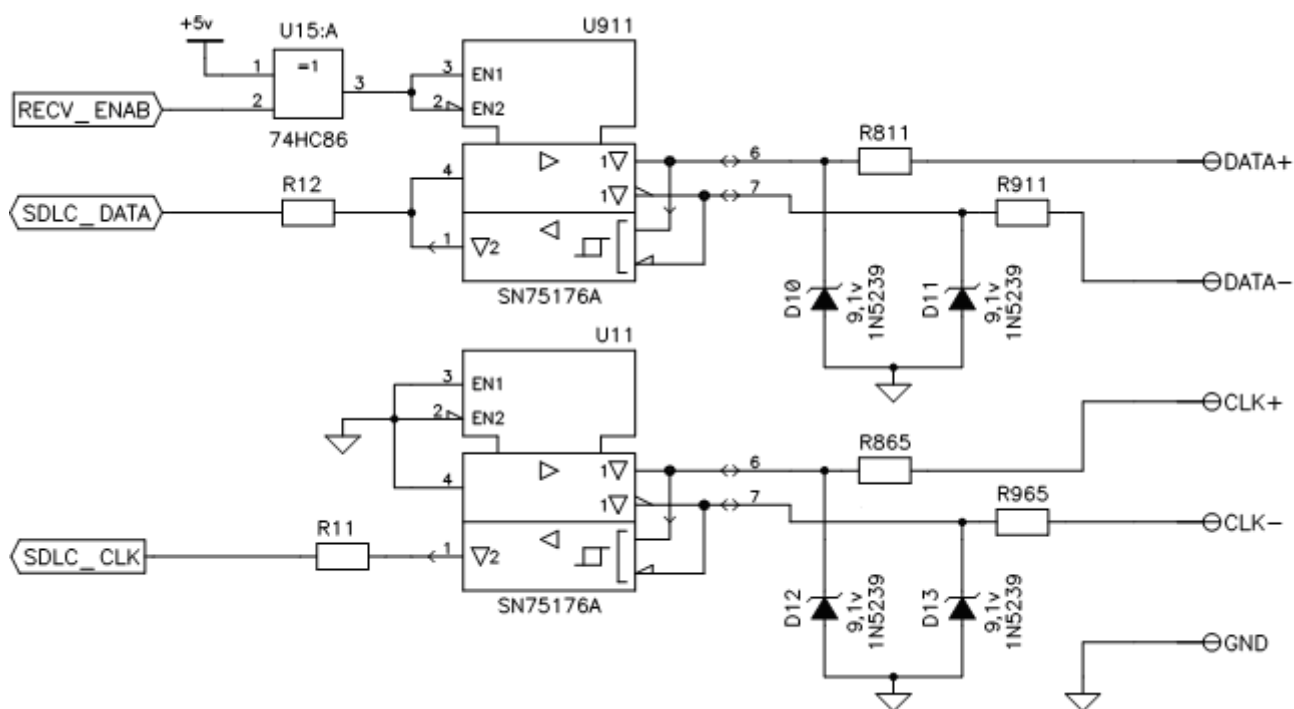 +5v
U15:A
U911
1
=1
3
3
EN1
RECV_ENAB
2
2
EN2
74HC86
R811
4
1
6
DATA+
R12
1
7
R911
SDLC_DATA
1
2
SN75176A
DATA-
D10
9,1v
1N5239
D11
9,1v
1N5239
U11
3
EN1
2
EN2
CLK+
R865
4
1
6
1
7
R965
R11
CLK-
SDLC_CLK
1
2
SN75176A
D12
9,1v
1N5239
D13
9,1v
1N5239
GND